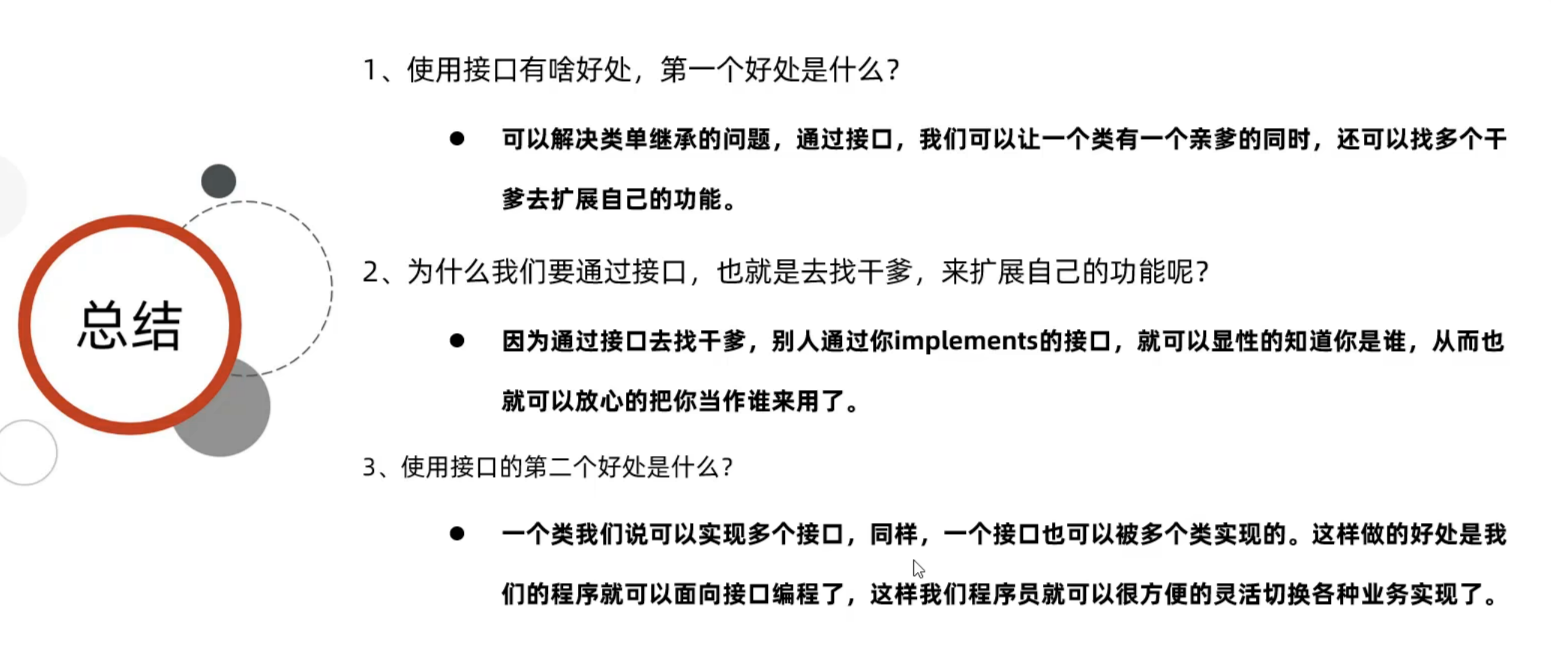 总结
1、使用接口有啥好处，第一个好处是什么？
● 可以解决类单继承的问题，通过接口，我们可以让一个类有一个亲爹的同时，还可以找多个干
爹去扩展自己的功能。
2、为什么我们要通过接口，也就是去找干爹，来扩展自己的功能呢？
● 因为通过接口去找干爹，别人通过你implements的接口，就可以显性的知道你是谁，从而也
就可以放心的把你当作谁来用了。
3、使用接口的第二个好处是什么？
● 一个类我们说可以实现多个接口，同样，一个接口也可以被多个类实现的。这样做的好处是我
们的程序就可以面向接口编程了，这样我们程序员就可以很方便的灵活切换各种业务实现了。